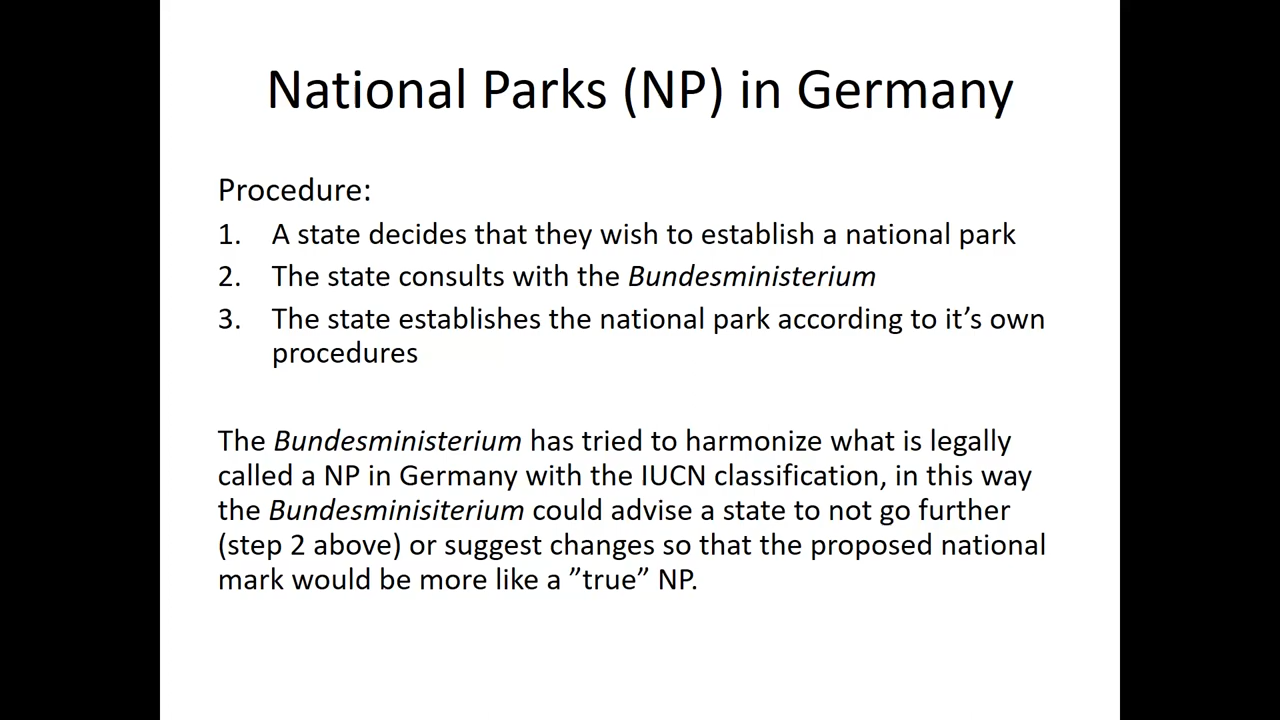 National Parks (NP) in Germany
Procedure:
1. A state decides that they wish to establish a national park
2. The state consults with the Bundesministerium
3. The state establishes the national park according to it’s own
procedures
The Bundesministerium has tried to harmonize what is legally
called a NP in Germany with the IUCN classification, in this way
the Bundesminisiterium could advise a state to not go further
(step 2 above) or suggest changes so that the proposed national
mark would be more like a ”true” NP.